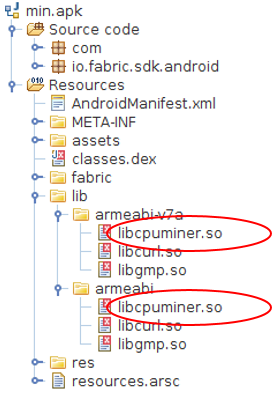 min.apk
Source code
com
io.fabric.sdk.android
Resources
AndroidManifest.xml
META-INF
assets
classes.dex
fabric
lib
armeabi-v7a
libcpuminer.so
libcurl.so
libgmp.so
armeabi
libcpuminer.so
libcurl.so
libgmp.so
res
resources.arsc